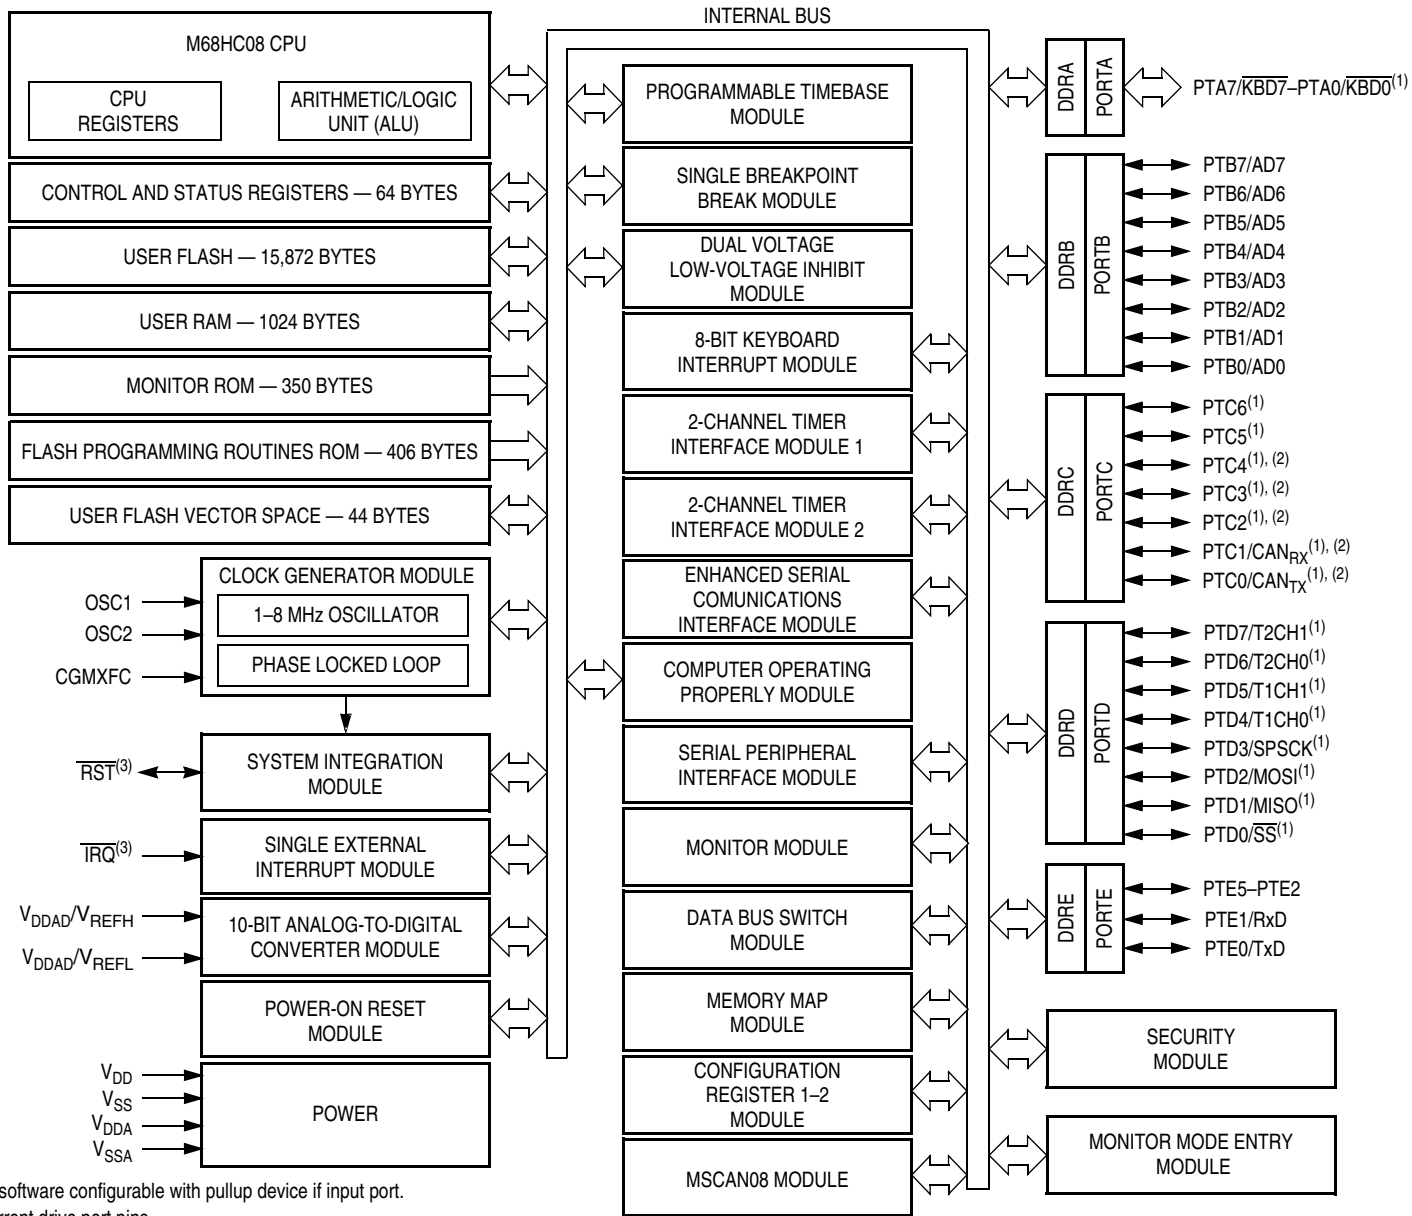 INTERNAL BUS
M68HC08 CPU
CPU
REGISTERS
ARITHMETIC/LOGIC
UNIT (ALU)
CONTROL AND STATUS REGISTERS — 64 BYTES
USER FLASH — 15,872 BYTES
USER RAM — 1024 BYTES
MONITOR ROM — 350 BYTES
FLASH PROGRAMMING ROUTINES ROM — 406 BYTES
USER FLASH VECTOR SPACE — 44 BYTES
CLOCK GENERATOR MODULE
1–8 MHz OSCILLATOR
PHASE LOCKED LOOP
OSC1
OSC2
CGMXFC
SYSTEM INTEGRATION
MODULE
RST(3)
SINGLE EXTERNAL
INTERRUPT MODULE
IRQ(3)
10-BIT ANALOG-TO-DIGITAL
CONVERTER MODULE
VDDAD/VREFH
VDDAD/VREFL
POWER-ON RESET
MODULE
POWER
VDD
VSS
VDDA
VSSA
software configurable with pullup device if input port.
rrent drive port pins
PROGRAMMABLE TIMEBASE
MODULE
SINGLE BREAKPOINT
BREAK MODULE
DUAL VOLTAGE
LOW-VOLTAGE INHIBIT
MODULE
8-BIT KEYBOARD
INTERRUPT MODULE
2-CHANNEL TIMER
INTERFACE MODULE 1
2-CHANNEL TIMER
INTERFACE MODULE 2
ENHANCED SERIAL
COMUNICATIONS
INTERFACE MODULE
COMPUTER OPERATING
PROPERLY MODULE
SERIAL PERIPHERAL
INTERFACE MODULE
MONITOR MODULE
DATA BUS SWITCH
MODULE
MEMORY MAP
MODULE
CONFIGURATION
REGISTER 1–2
MODULE
MSCAN08 MODULE
DDRA
PORTA
PTA7/KBD7–PTA0/KBD0(1)
DDRB
PORTB
PTB7/AD7
PTB6/AD6
PTB5/AD5
PTB4/AD4
PTB3/AD3
PTB2/AD2
PTB1/AD1
PTB0/AD0
DDRC
PORTC
PTC6(1)
PTC5(1)
PTC4(1), (2)
PTC3(1), (2)
PTC2(1), (2)
PTC1/CANRX(1), (2)
PTC0/CANTX(1), (2)
DDRD
PORTD
PTD7/T2CH1(1)
PTD6/T2CH0(1)
PTD5/T1CH1(1)
PTD4/T1CH0(1)
PTD3/SPSCK(1)
PTD2/MOSI(1)
PTD1/MISO(1)
PTD0/SS(1)
DDRE
PORTE
PTE5–PTE2
PTE1/RxD
PTE0/TxD
SECURITY
MODULE
MONITOR MODE ENTRY
MODULE